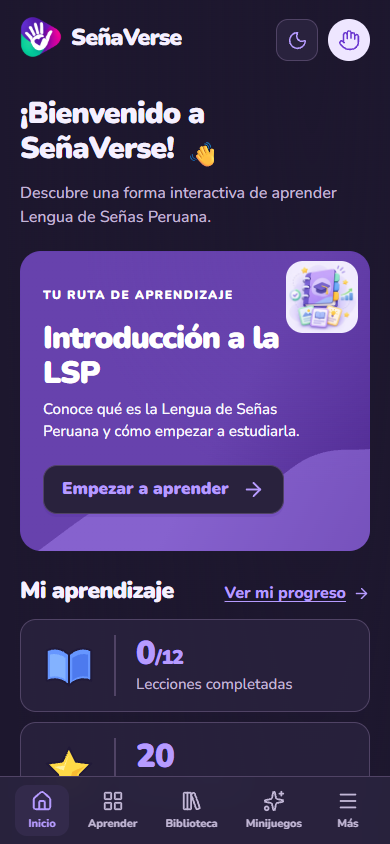 SeñaVerse
¡Bienvenido a
SeñaVerse!
Descubre una forma interactiva de aprender
Lengua de Señas Peruana.
TU RUTA DE APRENDIZAJE
Introducción a la
LSP
Conoce qué es la Lengua de Señas
Peruana y cómo empezar a estudiarla.
Empezar a aprender
Mi aprendizaje
Ver mi progreso
0/12
Lecciones completadas
20
Inicio
Aprender
Biblioteca
Minijuegos
Más